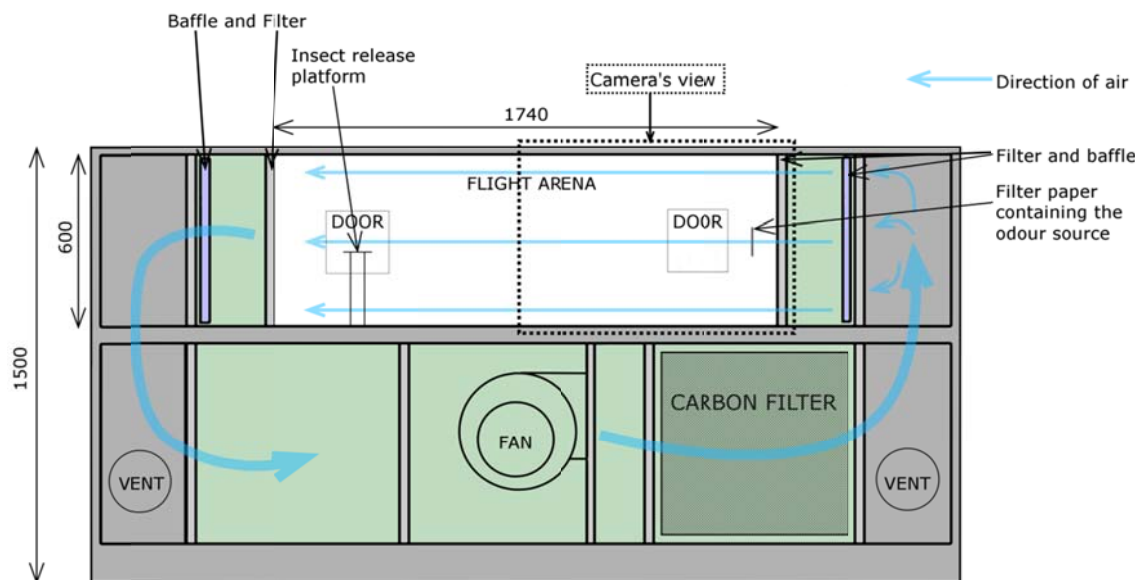 Baffle and Filter
Insect release
platform
Camera's view
Direction of air
1740
Filter and baffle
FLIGHT ARENA
Filter paper
containing the
odour source
DOOR
DO0R
600
1500
CARBON FILTER
FAN
VENT
VENT